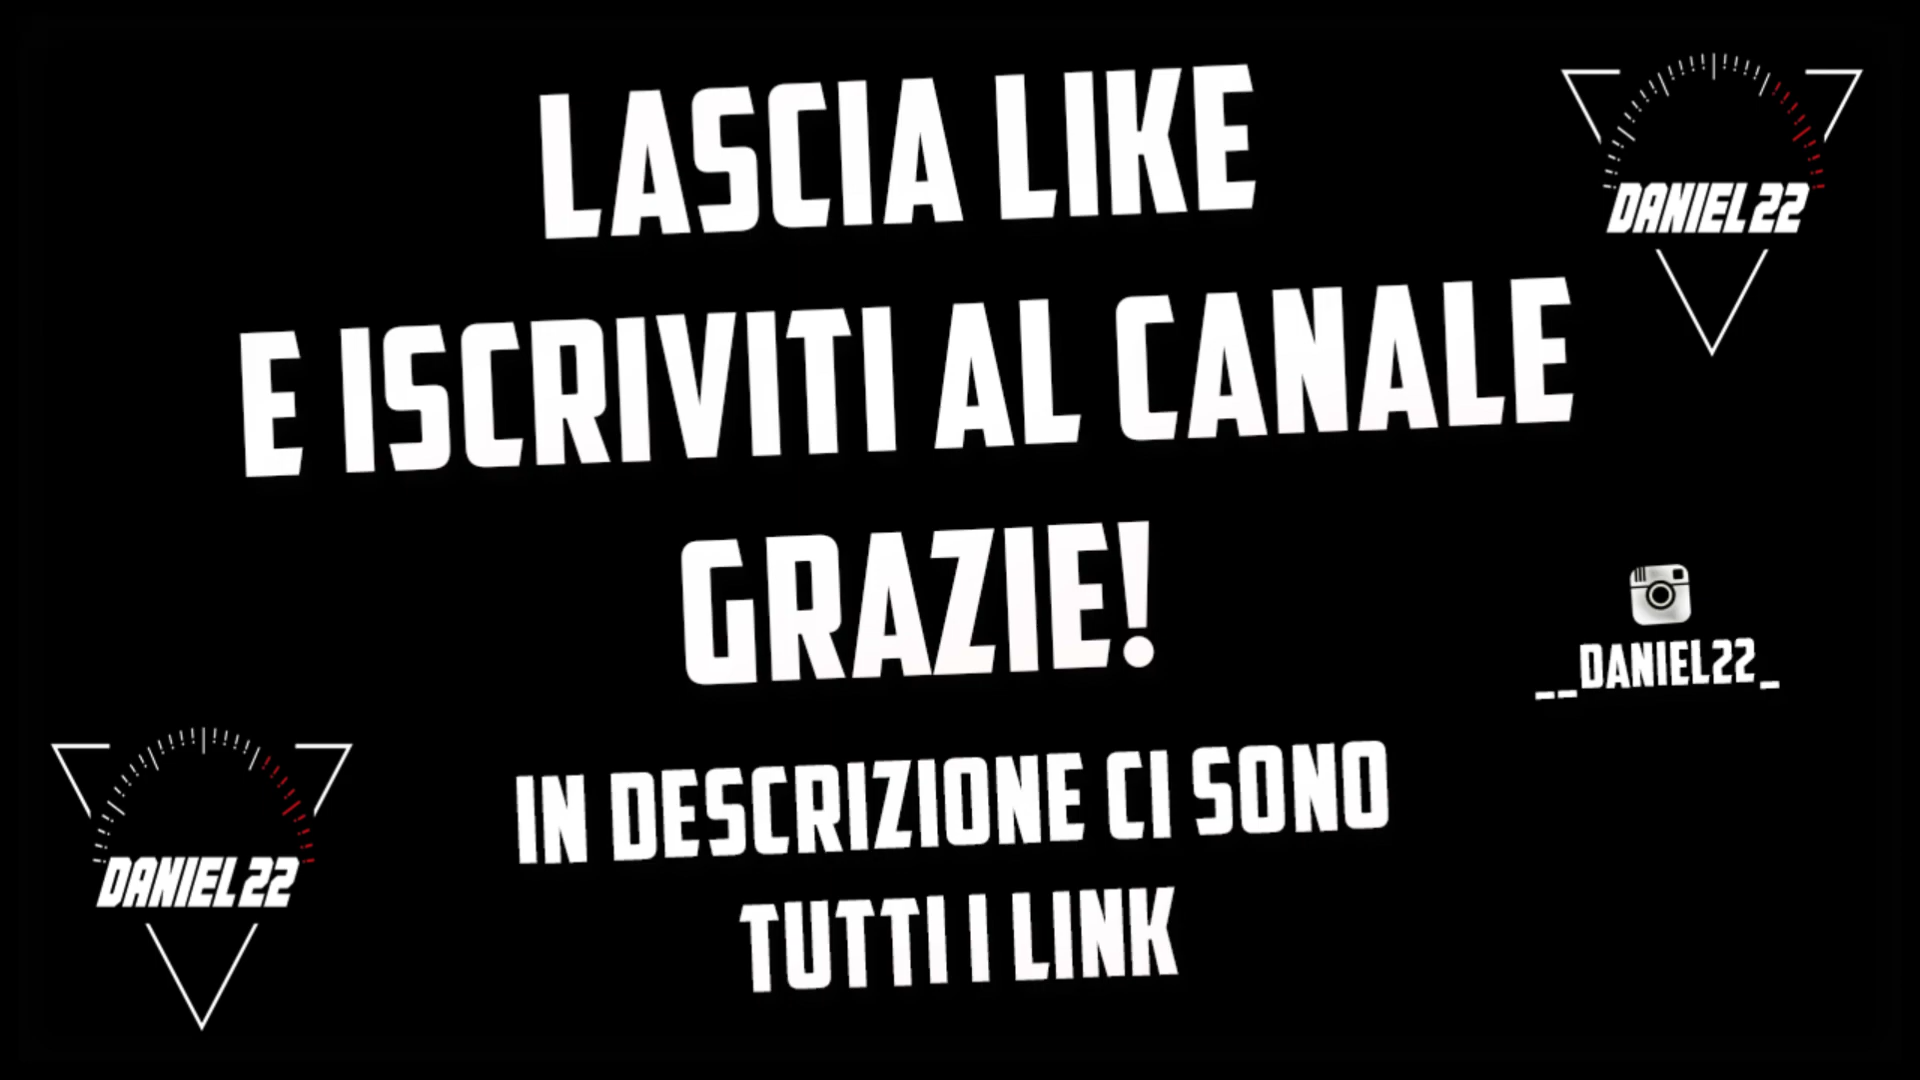 LASCIA LIKE
DANIEL 22
E ISCRIVITI AL CANALE
GRAZIE!
__DANIEL22_
IN DESCRIZIONE CI SONO
TUTTI I LINK
DANIEL 22